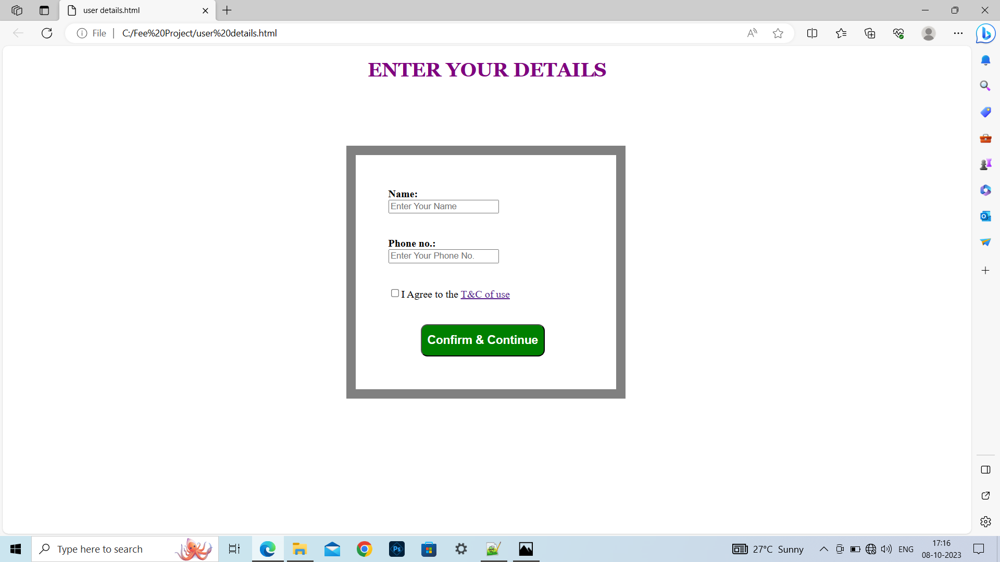 user details.html
File
C:/Fee%20Project/user%20details.html
ENTER YOUR DETAILS
Name:
Enter Your Name
Phone no.:
Enter Your Phone No.
I Agree to the T&C of use
Confirm & Continue
Type here to search
Ps
27°C Sunny
ENG
17:16
08-10-2023